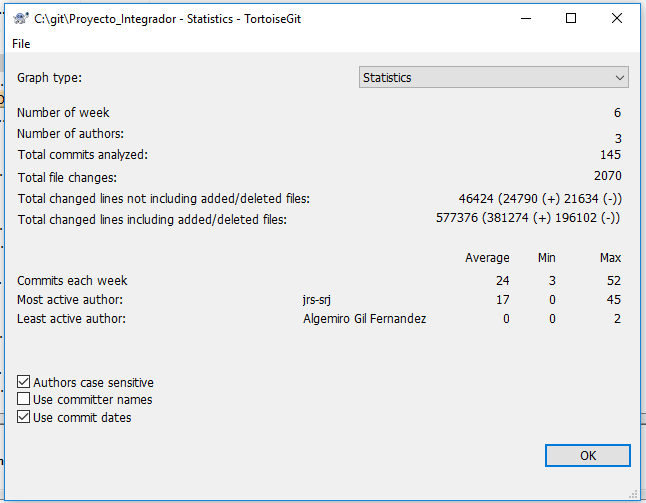 C:\git\Proyecto_Integrador - Statistics - TortoiseGit
File
Graph type: Statistics
Number of week 6
Number of authors: 3
Total commits analyzed: 145
Total file changes: 2070
Total changed lines not including added/deleted files: 46424 (24790 (+) 21634 (-))
Total changed lines including added/deleted files: 577376 (381274 (+) 196102 (-))
Average Min Max
Commits each week 24 3 52
Most active author: jrs-srj 17 0 45
Least active author: Algemiro Gil Fernandez 0 0 2
Authors case sensitive
Use committer names
Use commit dates
OK